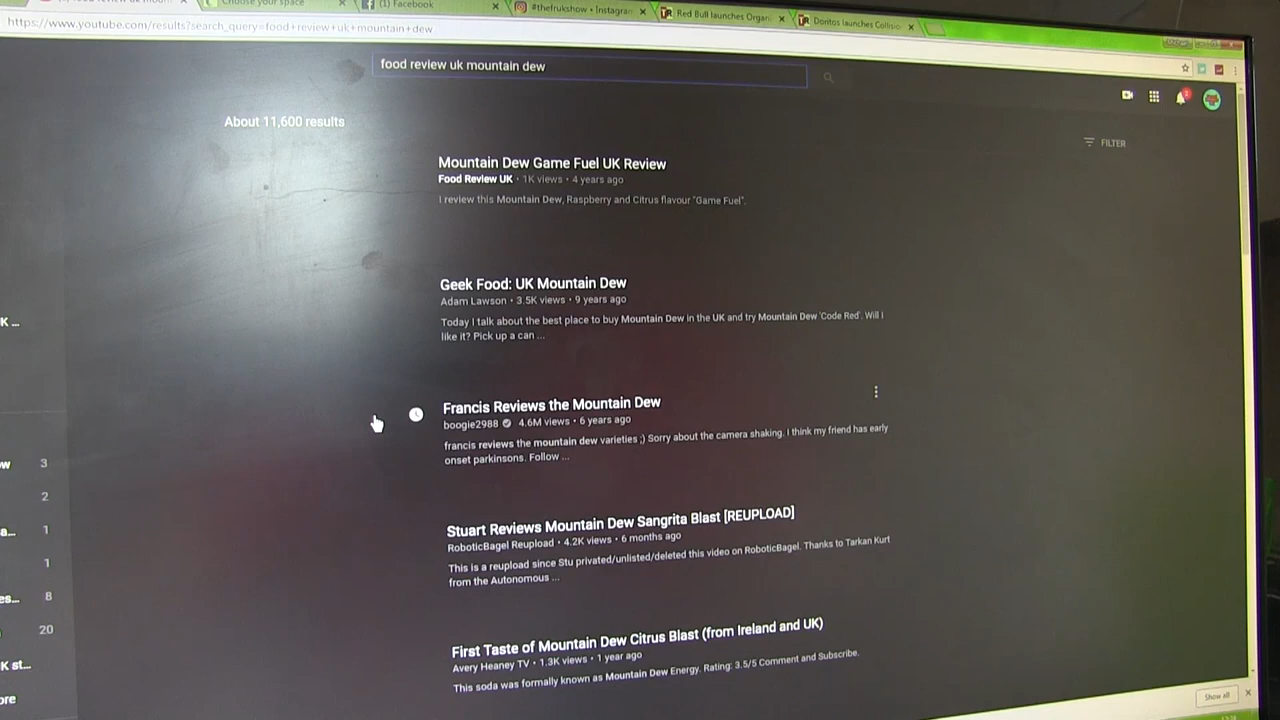 Choose your space
(1) Facebook
#thefrukshow • Instagram
Red Bull launches Organi
Doritos launches Collisio
https://www.youtube.com/results?search_query=food+review+uk+mountain+dew
food review uk mountain dew
2
About 11,600 results
FILTER
Mountain Dew Game Fuel UK Review
Food Review UK • 1K views • 4 years ago
I review this Mountain Dew, Raspberry and Citrus flavour "Game Fuel".
Geek Food: UK Mountain Dew
Adam Lawson • 3.5K views • 9 years ago
Today I talk about the best place to buy Mountain Dew in the UK and try Mountain Dew 'Code Red'. Will I
like it? Pick up a can ...
K ...
Francis Reviews the Mountain Dew
boogie2988 4.6M views • 6 years ago
francis reviews the mountain dew varieties ;) Sorry about the camera shaking. I think my friend has early
onset parkinsons. Follow ...
w 3
2
a... 1
1
es... 8
20
K st...
ore
Stuart Reviews Mountain Dew Sangrita Blast [REUPLOAD]
RoboticBagel Reupload • 4.2K views • 6 months ago
This is a reupload since Stu privated/unlisted/deleted this video on RoboticBagel. Thanks to Tarkan Kurt
from the Autonomous ...
First Taste of Mountain Dew Citrus Blast (from Ireland and UK)
Avery Heaney TV • 1.3K views • 1 year ago
This soda was formally known as Mountain Dew Energy. Rating: 3.5/5 Comment and Subscribe.
Show all